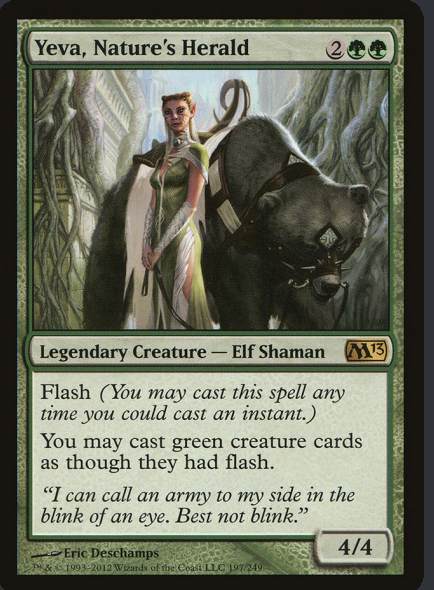 Yeva, Nature's Herald 2
Legendary Creature — Elf Shaman M13
Flash (You may cast this spell any
time you could cast an instant.)
You may cast green creature cards
as though they had flash.
"I can call an army to my side in the
blink of an eye. Best not blink."
4/4
Eric Deschamps
™ & © 1993–2012 Wizards of the Coast LLC 197/249